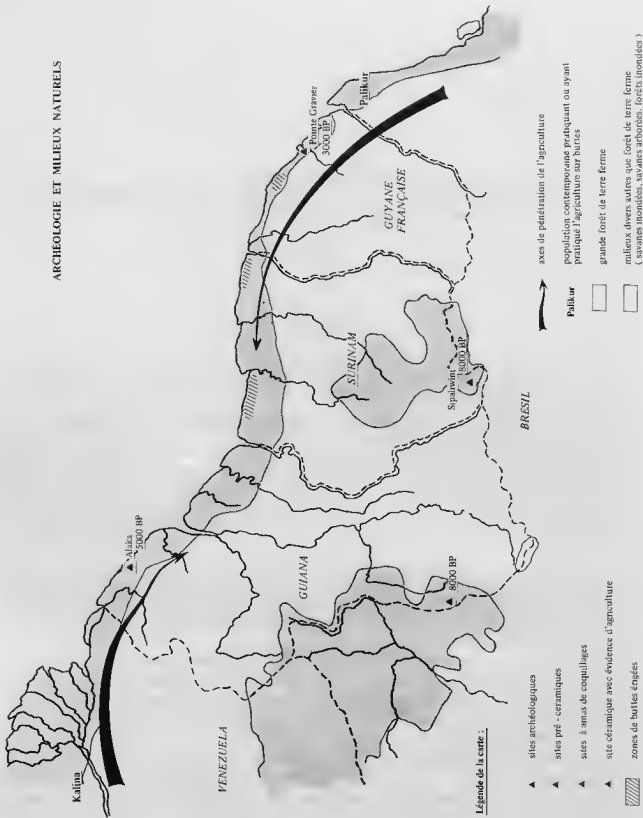 ARCHEOLOGIE ET MILIEUX NATURELS
Kalina
Alaka
5000 BP
VENEZUELA
GUIANA
8000 BP
SURINAM
Sipaliwini
8000 BP
BRESIL
GUYANE
FRANÇAISE
Pointe Gravier
3000 BP
Palikur
Légende de la carte :
sites archéologiques
sites pré - ceramiques
sites à amas de coquillages
site céramique avec évidence d'agriculture
zones de buttes érigées
axes de pénétration de l'agriculture
Palikur
population contemporaine pratiquant ou ayant
pratiqué l'agriculture sur buttes
grande forêt de terre ferme
milieux divers autres que forêt de terre ferme
( savanes inondées, savanes arborées, forêts inondées )